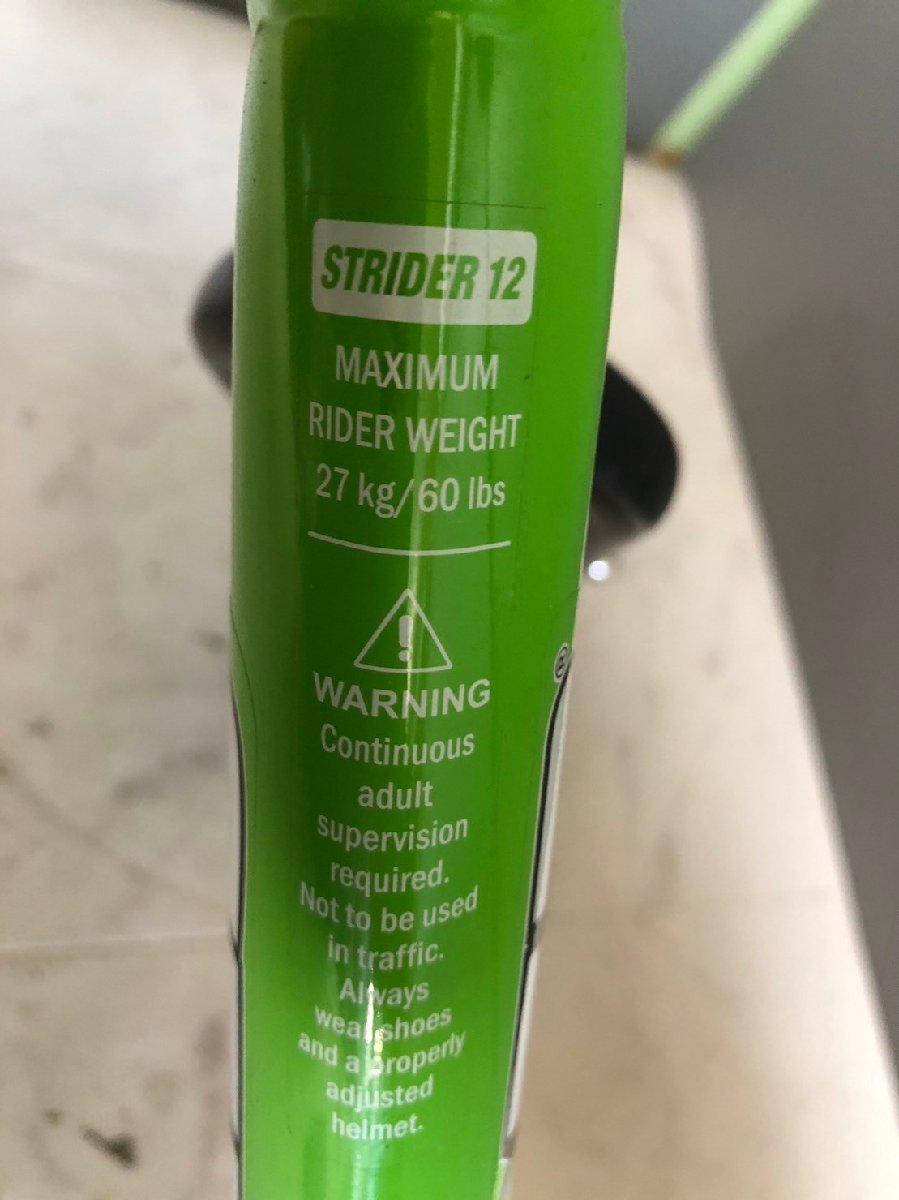 STRIDER 12
MAXIMUM
RIDER WEIGHT
27 kg/60 lbs
WARNING
Continuous
adult
supervision
required.
Not to be used
in traffic.
Always
wear shoes
and a properly
adjusted
helmet.